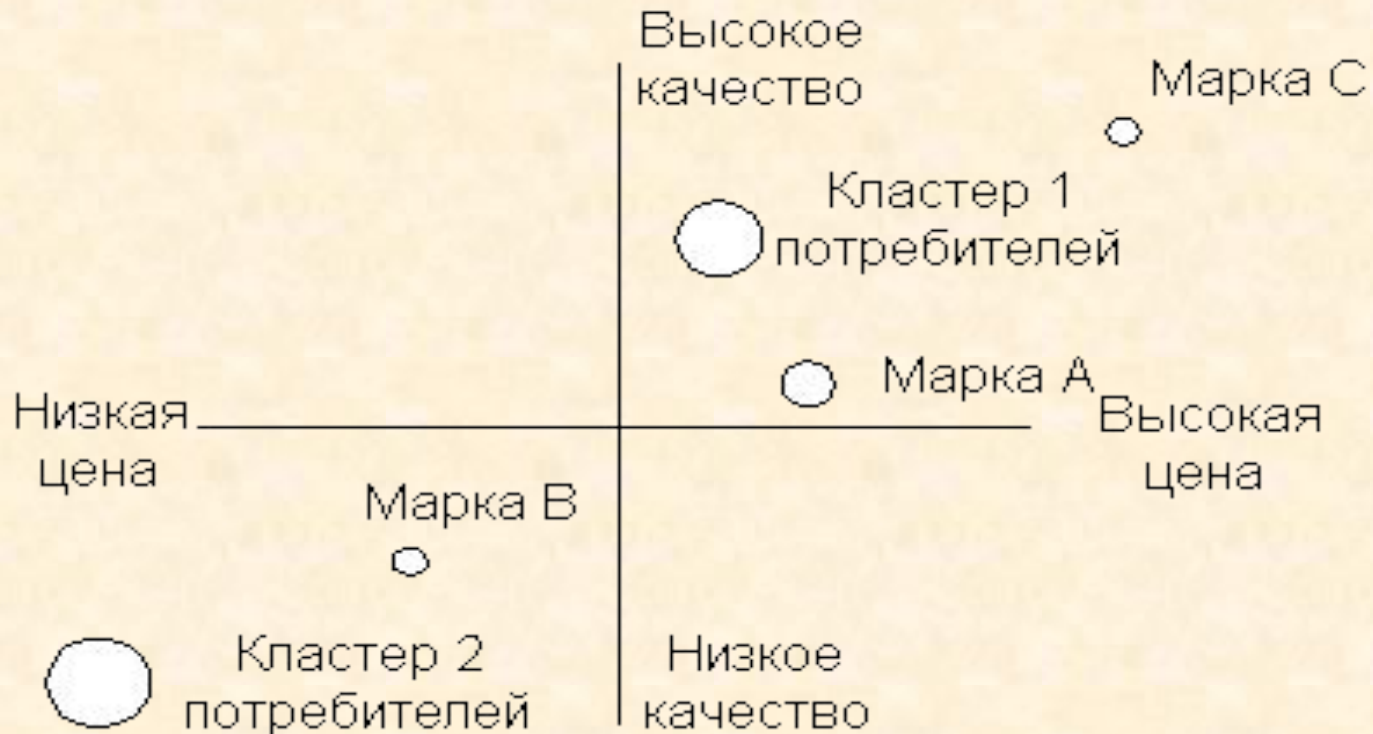 Высокое
качество
Марка С
Кластер 1
потребителей
Марка А
Низкая
цена
Высокая
цена
Марка В
Кластер 2
потребителей
Низкое
качество